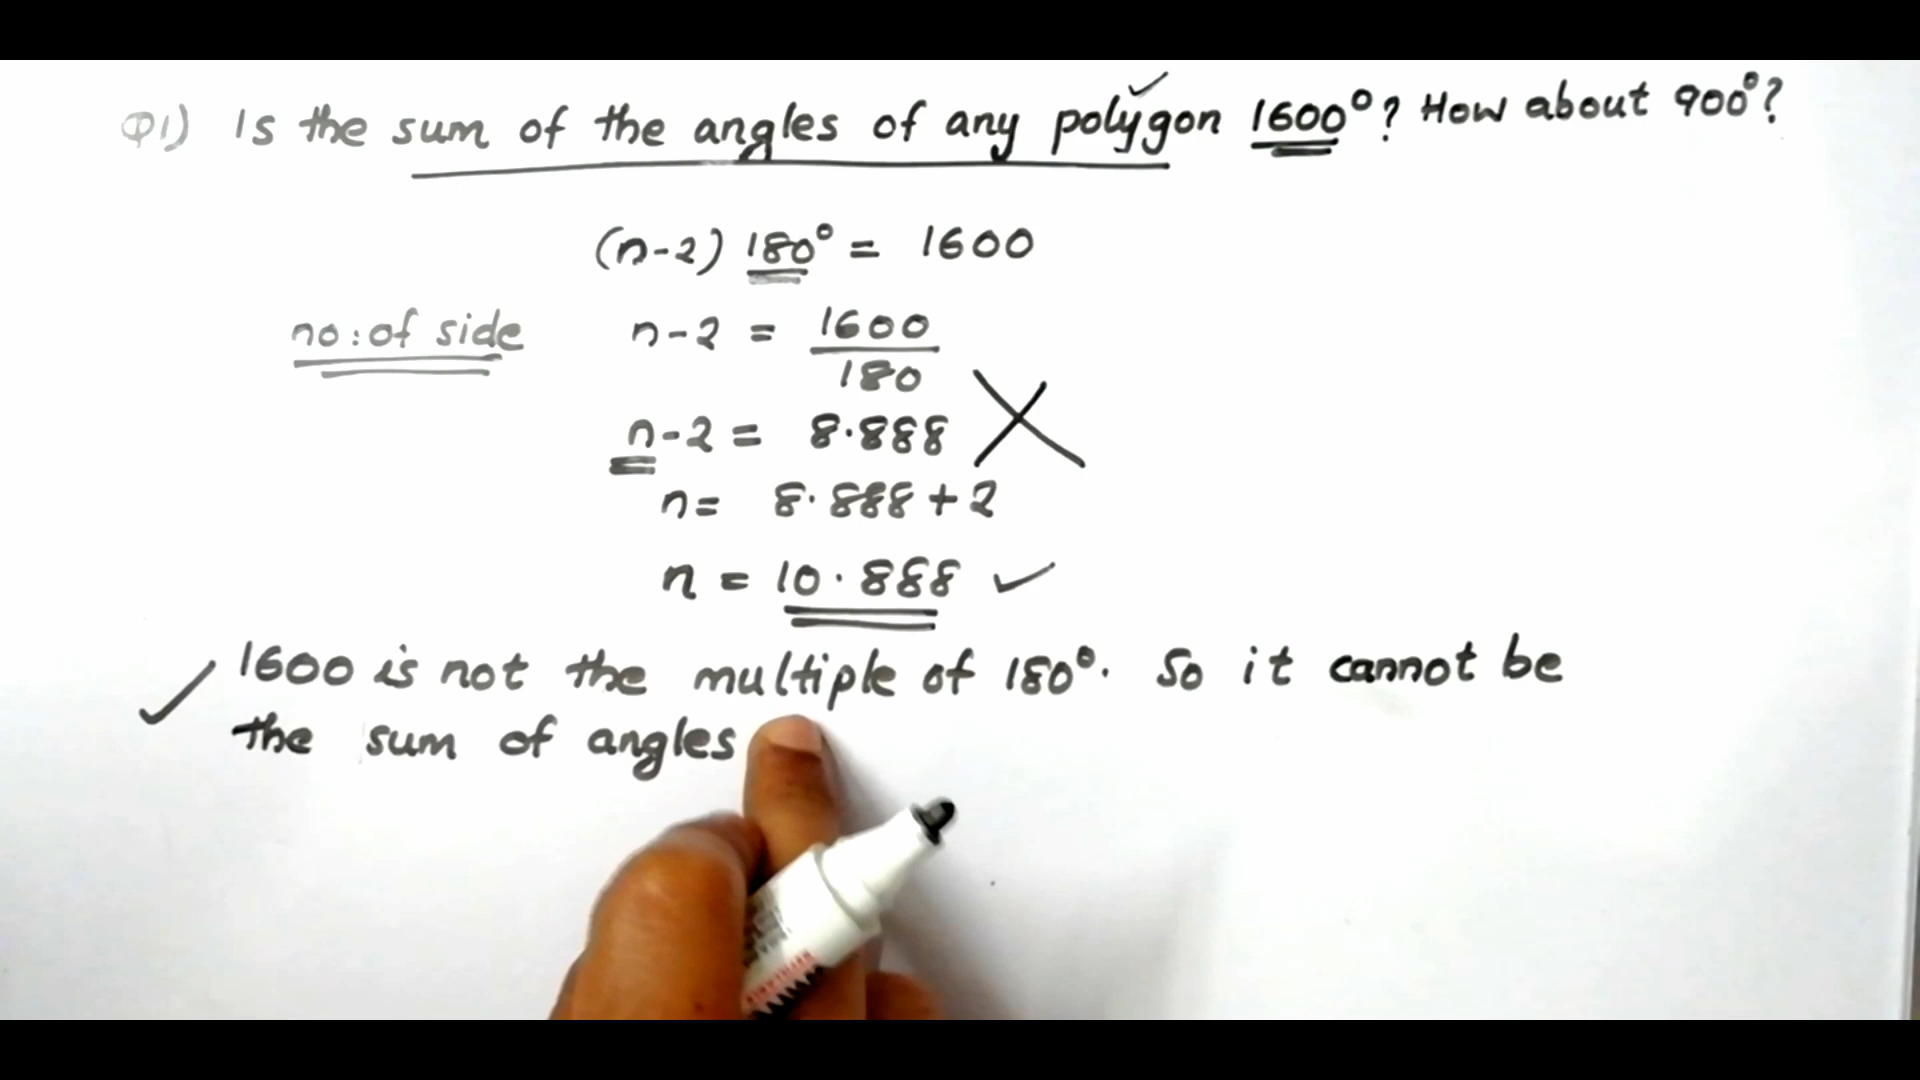 Q1) Is the sum of the angles of any polygon 1600°? How about 900°?
(n-2) 180° = 1600
no: of side
n-2 = 1600/180
n-2 = 8.888
n= 8.888+2
n = 10.888
1600 is not the multiple of 180°. So it cannot be
the sum of angles